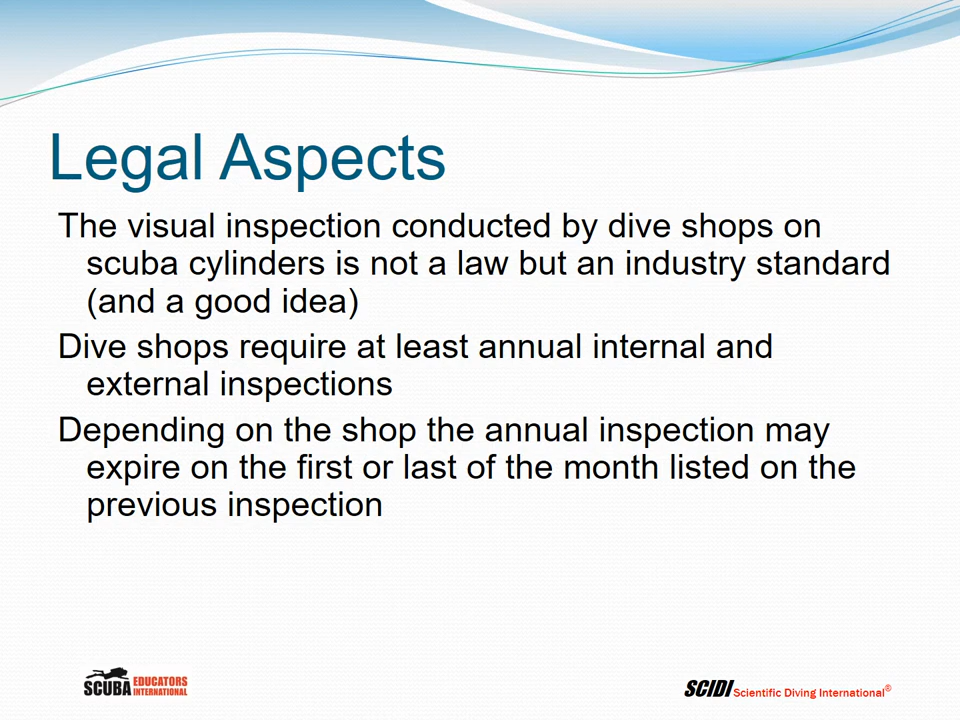 Legal Aspects
The visual inspection conducted by dive shops on
scuba cylinders is not a law but an industry standard
(and a good idea)
Dive shops require at least annual internal and
external inspections
Depending on the shop the annual inspection may
expire on the first or last of the month listed on the
previous inspection
SCUBA EDUCATORS INTERNATIONAL
SCIDI Scientific Diving International®